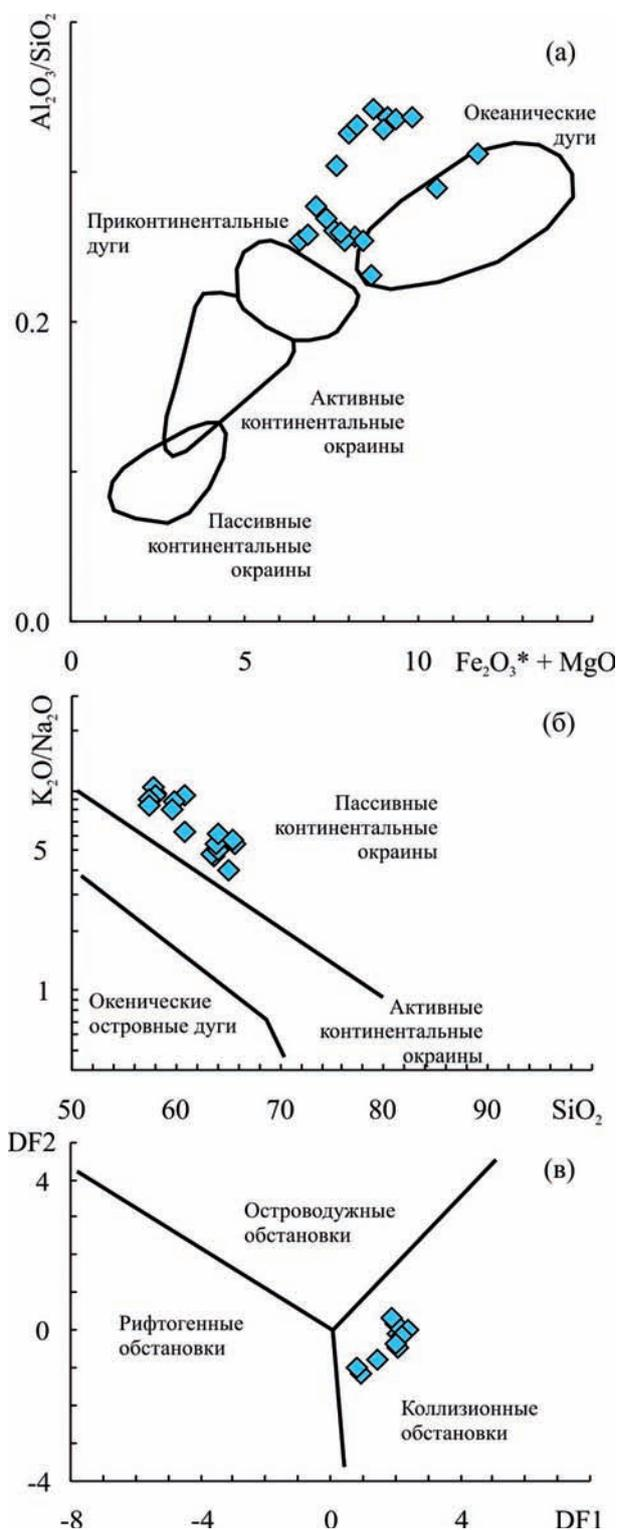 (а)
Al₂O₃/SiO₂
Океанические
дуги
Приконтинентальные
дуги
0.2
Активные
континентальные
окраины
Пассивные
континентальные
окраины
0.0
0 5 10 Fe₂O₃* + MgO
(б)
K₂O/Na₂O
Пассивные
континентальные
окраины
5
1
Океnические
островные дуги
Активные
континентальные
окраины
50 60 70 80 90 SiO₂
DF2
(в)
4
Островодужные
обстановки
0
Рифтогенные
обстановки
Коллизионные
обстановки
-4
-8 -4 0 4 DF1